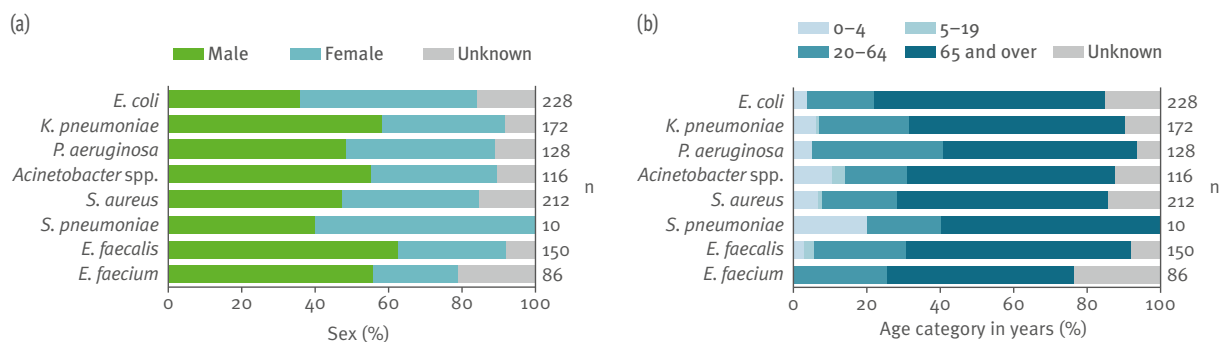 (a)
Male Female Unknown
E. coli 228
K. pneumoniae 172
P. aeruginosa 128
Acinetobacter spp. 116
S. aureus 212
S. pneumoniae 10
E. faecalis 150
E. faecium 86
n
0 20 40 60 80 100
Sex (%)
(b)
0–4 5–19
20–64 65 and over Unknown
E. coli 228
K. pneumoniae 172
P. aeruginosa 128
Acinetobacter spp. 116
S. aureus 212
S. pneumoniae 10
E. faecalis 150
E. faecium 86
n
0 20 40 60 80 100
Age category in years (%)